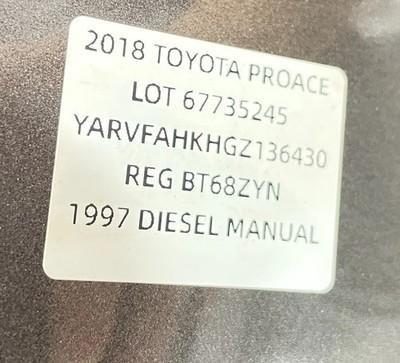 2018 TOYOTA PROACE
LOT 67735245
YARVFAHKHGZ136430
REG BT68ZYN
1997 DIESEL MANUAL